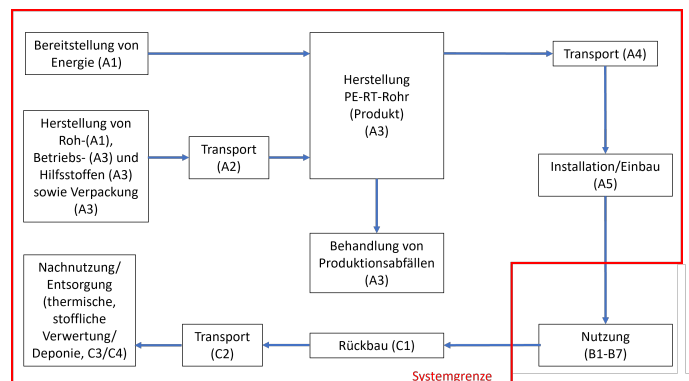 Bereitstellung von
Energie (A1)
Herstellung
PE-RT-Rohr
(Produkt)
(A3)
Transport (A4)
Herstellung von
Roh-(A1),
Betriebs- (A3) und
Hilfsstoffen (A3)
sowie Verpackung
(A3)
Transport
(A2)
Installation/Einbau
(A5)
Behandlung von
Produktionsabfällen
(A3)
Nachnutzung/
Entsorgung
(thermische,
stoffliche
Verwertung/
Deponie, C3/C4)
Transport
(C2)
Rückbau (C1)
Nutzung
(B1-B7)
Systemgrenze